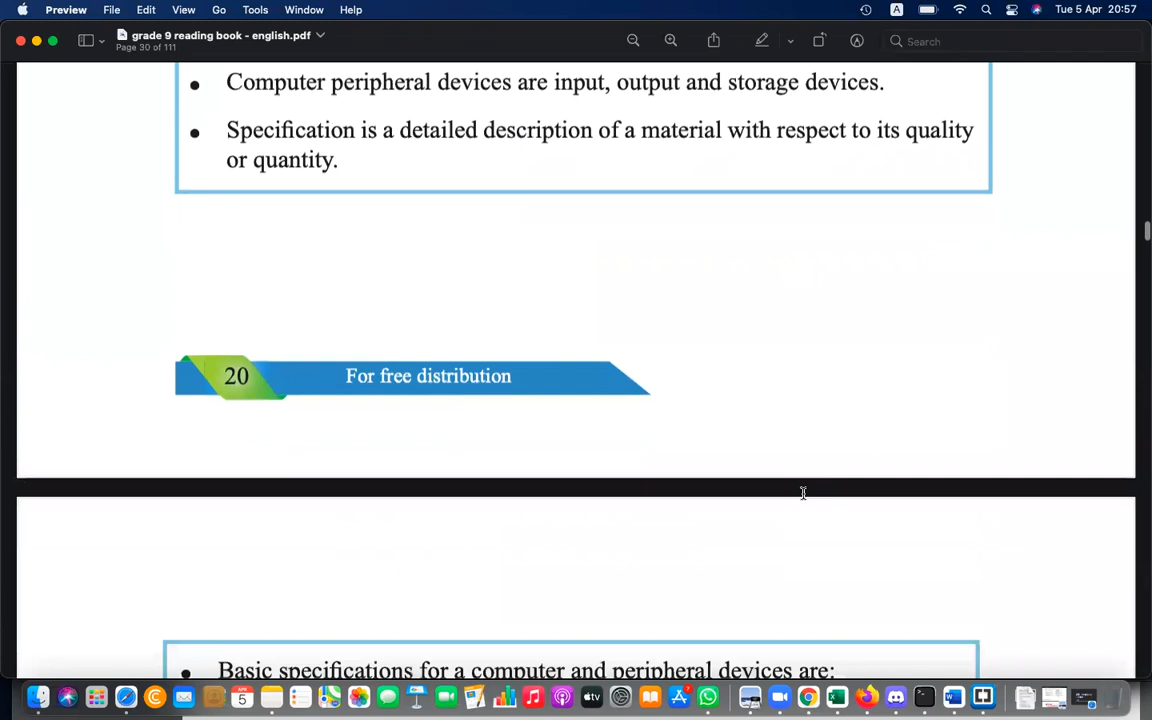 Preview File Edit View Go Tools Window Help A Tue 5 Apr 20:57
grade 9 reading book - english.pdf
Page 30 of 111
Search
• Computer peripheral devices are input, output and storage devices.
• Specification is a detailed description of a material with respect to its quality
or quantity.
20 For free distribution
• Basic specifications for a computer and peripheral devices are: